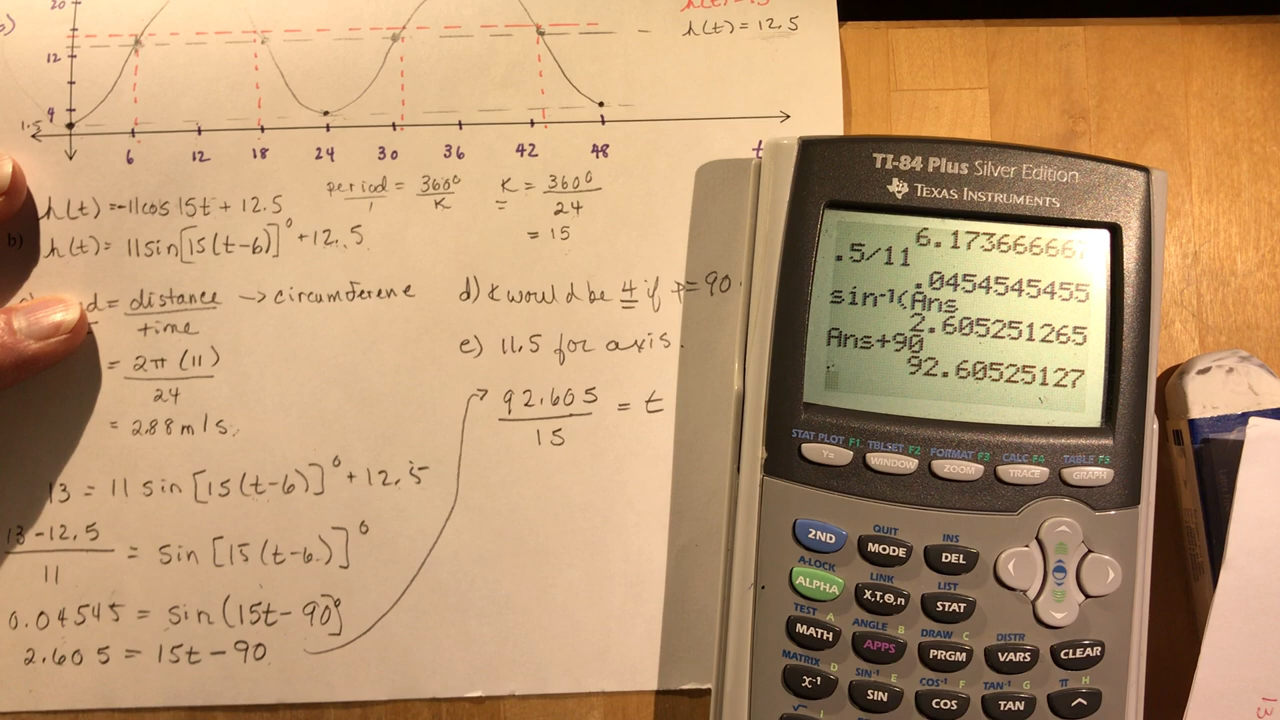 20
h(t) = 12.5
12
4
1.5
6 12 18 24 30 36 42 48 t
h(t) = -11cos 15t + 12.5
period = 360°/K
1
K = 360°/24
= 15
b) h(t) = 11 sin[15(t-6)]° + 12.5
= distance/time → circumference
= 2π(11)/24
= 2.88 m/s.
d) K would be 4 if p = 90.
e) 11.5 for axis.
92.605/15 = t
13 = 11 sin [15(t-6)]° + 12.5
13-12.5/11 = sin [15(t-6)]°
0.04545 = sin (15t - 90)°
2.605 = 15t - 90
TI-84 Plus Silver Edition
TEXAS INSTRUMENTS
6.173666667
.5/11
.0454545455
sin⁻¹(Ans
2.605251265
Ans+90
92.60525127
STAT PLOT F1 TBLSET F2 FORMAT F3 CALC F4 TABLE F5
Y= WINDOW ZOOM TRACE GRAPH
2ND QUIT MODE INS DEL
A-LOCK LINK LIST
ALPHA X,T,Θ,n STAT
TEST A ANGLE B DRAW C DISTR
MATH APPS PRGM VARS CLEAR
MATRIX D SIN⁻¹ E COS⁻¹ F TAN⁻¹ G π H
x⁻¹ SIN COS TAN ^